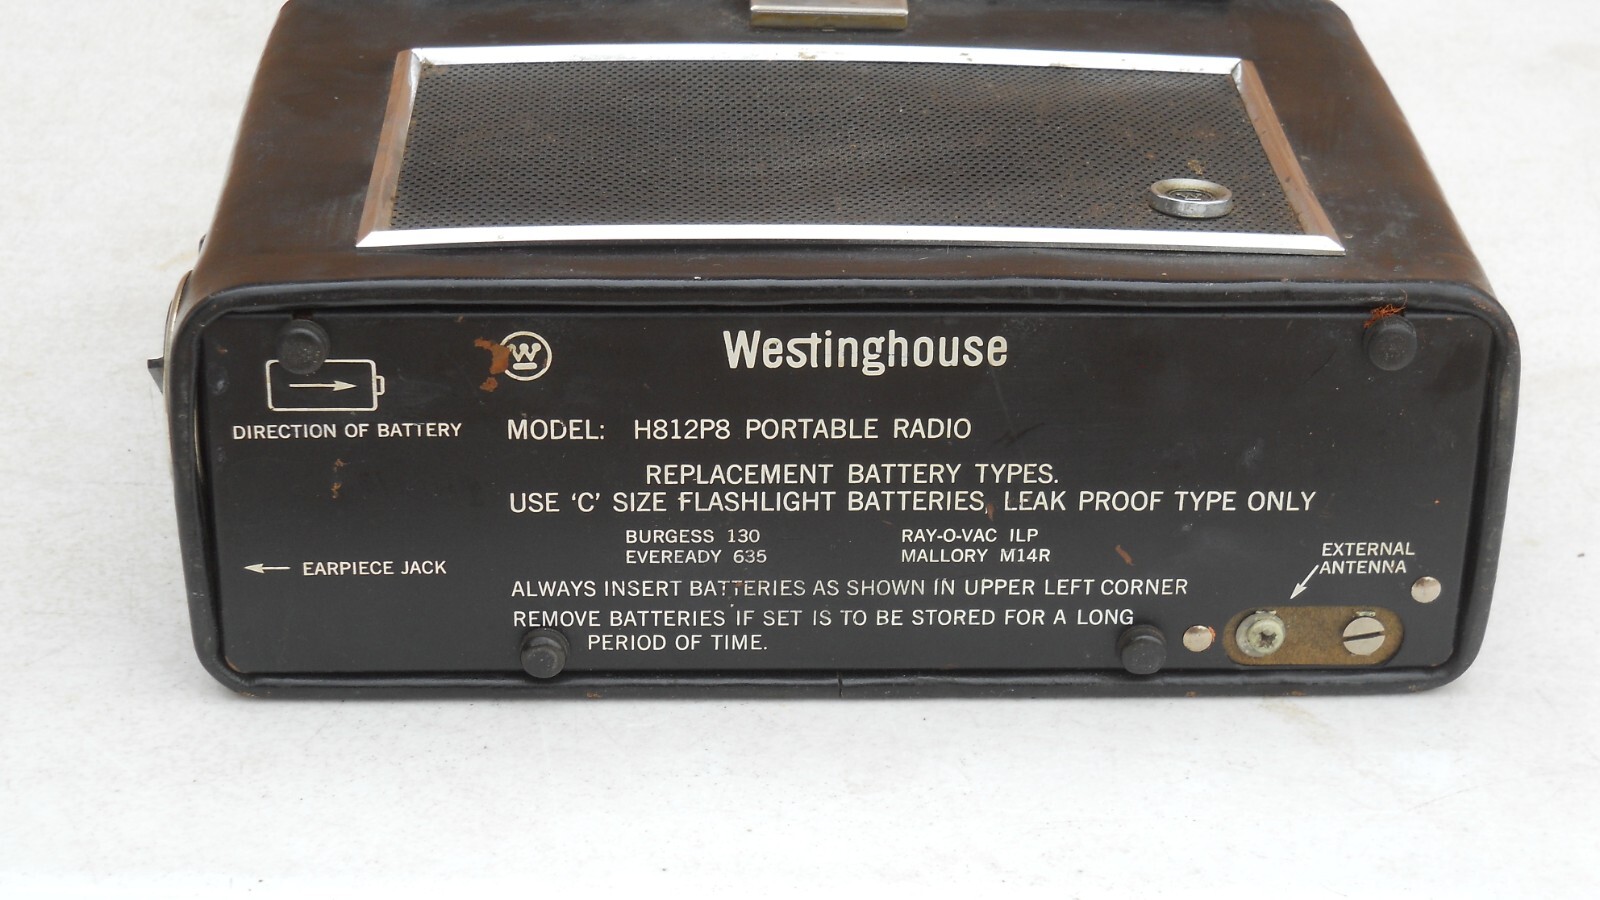 Westinghouse
DIRECTION OF BATTERY
MODEL: H812P8 PORTABLE RADIO
REPLACEMENT BATTERY TYPES.
USE 'C' SIZE FLASHLIGHT BATTERIES, LEAK PROOF TYPE ONLY
BURGESS 130 RAY-O-VAC ILP
EVEREADY 635 MALLORY M14R
EARPIECE JACK
EXTERNAL
ANTENNA
ALWAYS INSERT BATTERIES AS SHOWN IN UPPER LEFT CORNER
REMOVE BATTERIES IF SET IS TO BE STORED FOR A LONG
PERIOD OF TIME.